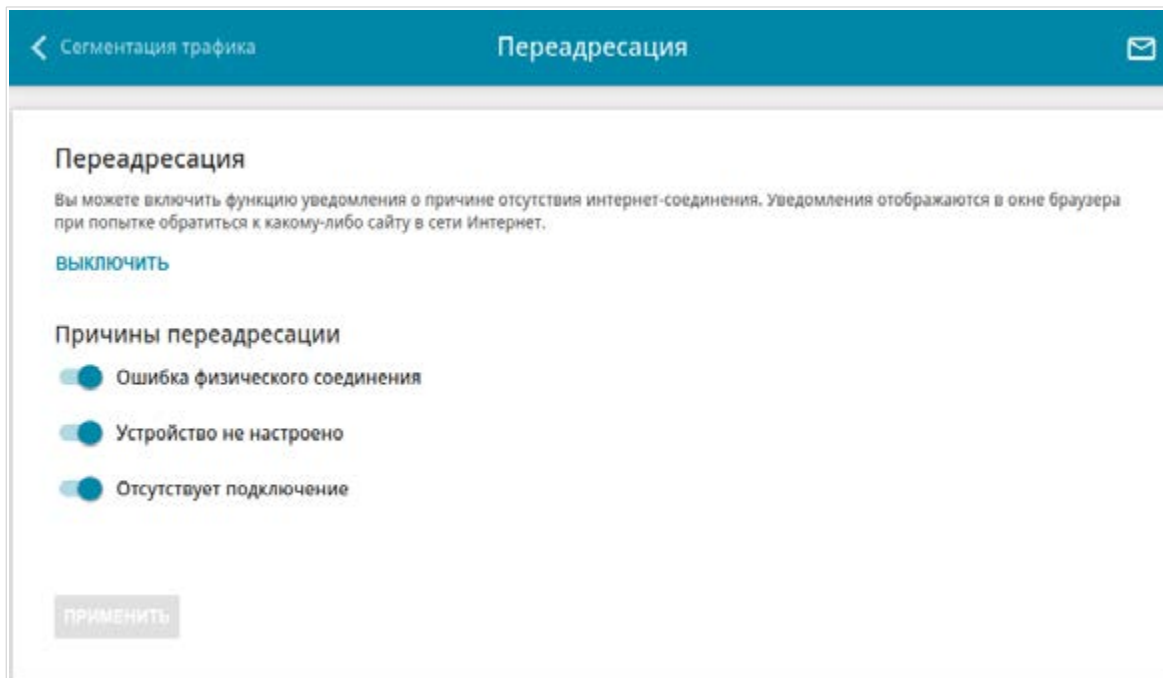 Сегментация трафика
Переадресация
Переадресация
Вы можете включить функцию уведомления о причине отсутствия интернет-соединения. Уведомления отображаются в окне браузера
при попытке обратиться к какому-либо сайту в сети Интернет.
ВЫКЛЮЧИТЬ
Причины переадресации
Ошибка физического соединения
Устройство не настроено
Отсутствует подключение
ПРИМЕНИТЬ